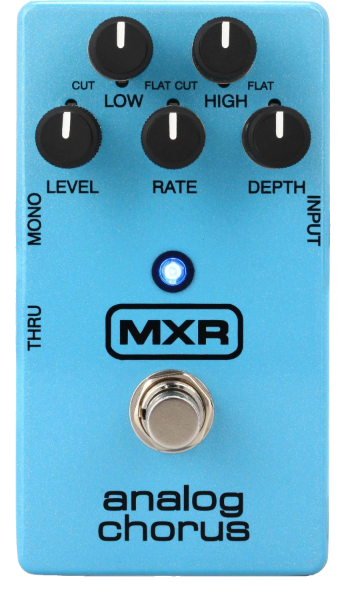 CUT FLAT CUT FLAT
LOW HIGH
LEVEL RATE DEPTH
MONO
INPUT
THRU
MXR
analog
chorus